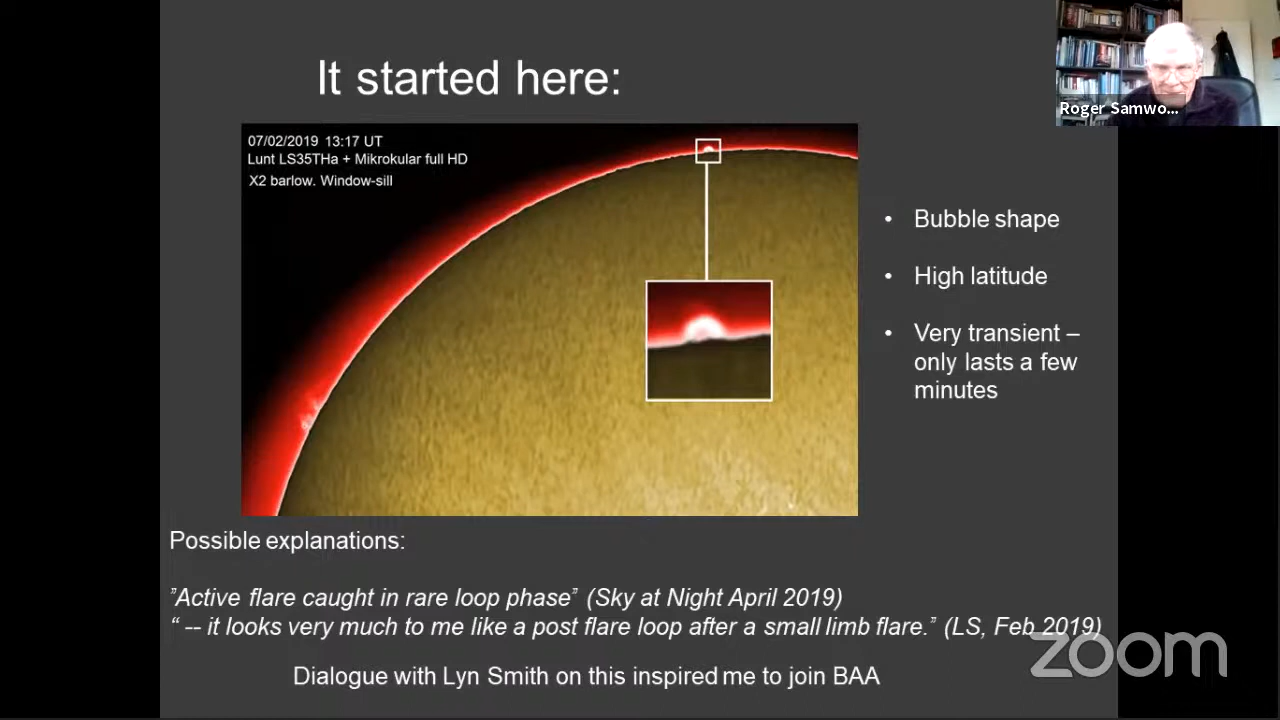 It started here:
Roger Samwo...
07/02/2019 13:17 UT
Lunt LS35THa + Mikrokular full HD
X2 barlow. Window-sill
• Bubble shape
• High latitude
• Very transient –
only lasts a few
minutes
Possible explanations:
”Active flare caught in rare loop phase” (Sky at Night April 2019)
“ -- it looks very much to me like a post flare loop after a small limb flare.” (LS, Feb 2019)
Dialogue with Lyn Smith on this inspired me to join BAA
zoom